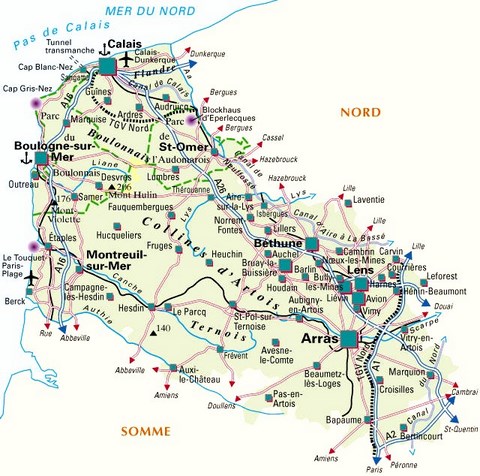 MER DU NORD
Pas de Calais
Tunnel
transmanche
Calais
Calais-
Dunkerque
Dunkerque
Cap Blanc-Nez
Sangatte
Flandre
Aa
Canal de Calais
Cap Gris-Nez
A16
Guînes
Bergues
Audruicq
Ardres
Blockhaus
d'Eperlecques
NORD
Parc
du
Marquise
TGV Nord
Parc
de
Bergues
Boulonnais
St-Omer
Cassel
Boulogne-sur
Mer
Liane
l'Audomarois
Hazebrouck
Canal de
Neuffossé
Boulonnais
Desvres
Lumbres
Outreau
206
Mont Hulin
Thérouanne
A26
Hazebrouck
176
Mont-
Violette
Samer
Fauquembergues
Lys
Aire-
sur-la-Lys
Isbergues
Lille
Laventie
Norrent
Fontes
Canal d'Aire à La Bassée
Lillers
Lys
Lille
Hucqueliers
Collines d'Artois
Étaples
Fruges
Béthune
Le Touquet
Paris-
Plage
Heuchin
Auchel
Cambrin
Carvin
Lille
Montreuil-
sur-Mer
Bruay-la
Buissière
Nœux-les-Mines
Courrières
A16
Barlin
Lens
Canche
Houdain
Bully-
les-Mines
Harnes
Leforest
Berck
Campagne-
lès-Hesdin
Liévin
Avion
Hénin-Beaumont
Vimy
Hesdin
Le Parcq
St-Pol-sur-
Ternoise
Aubigny-
en-Artois
Douai
Authie
Rue
Abbeville
140
Ternois
Scarpe
Arras
Vitry-en-
Artois
Frévent
Avesne-
le-Comte
TGV Nord
A1
Canal du Nord
Abbeville
Auxi-
le-Château
Beaumetz
lès-Loges
Marquion
Croisilles
Cambrai
Amiens
Doullens
Pas-en-
Artois
SOMME
Bapaume
Canal
St-Quentin
A2
Bertincourt
Amiens
Paris
Péronne